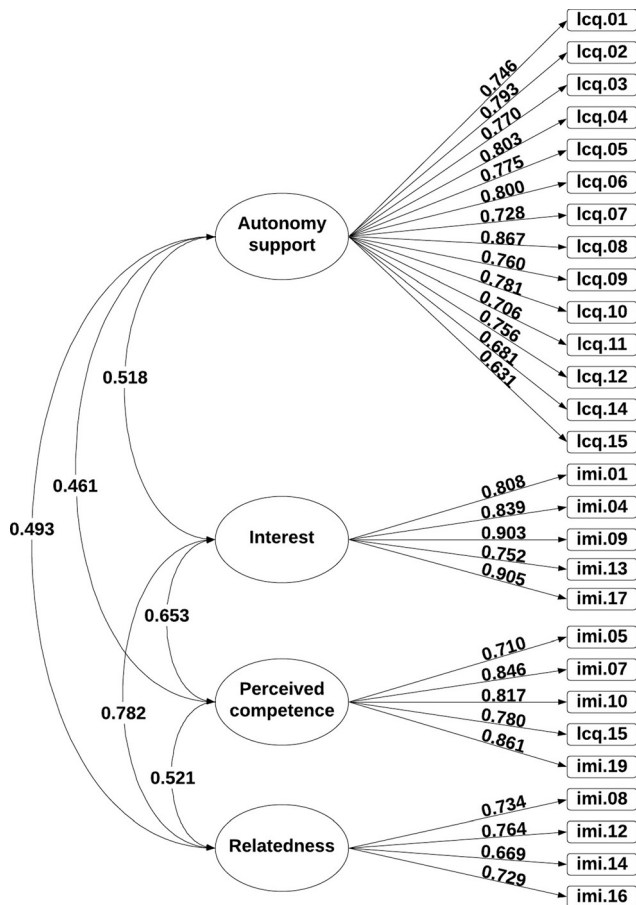 lcq.01
lcq.02
lcq.03
lcq.04
lcq.05
lcq.06
lcq.07
lcq.08
lcq.09
lcq.10
lcq.11
lcq.12
lcq.14
lcq.15
0.746
0.793
0.770
0.803
0.775
0.800
0.728
0.867
0.760
0.781
0.706
0.756
0.681
0.631
Autonomy
support
0.518
0.461
0.493
imi.01
imi.04
imi.09
imi.13
imi.17
0.808
0.839
0.903
0.752
0.905
Interest
0.653
0.782
0.521
imi.05
imi.07
imi.10
lcq.15
imi.19
0.710
0.846
0.817
0.780
0.861
Perceived
competence
imi.08
imi.12
imi.14
imi.16
0.734
0.764
0.669
0.729
Relatedness